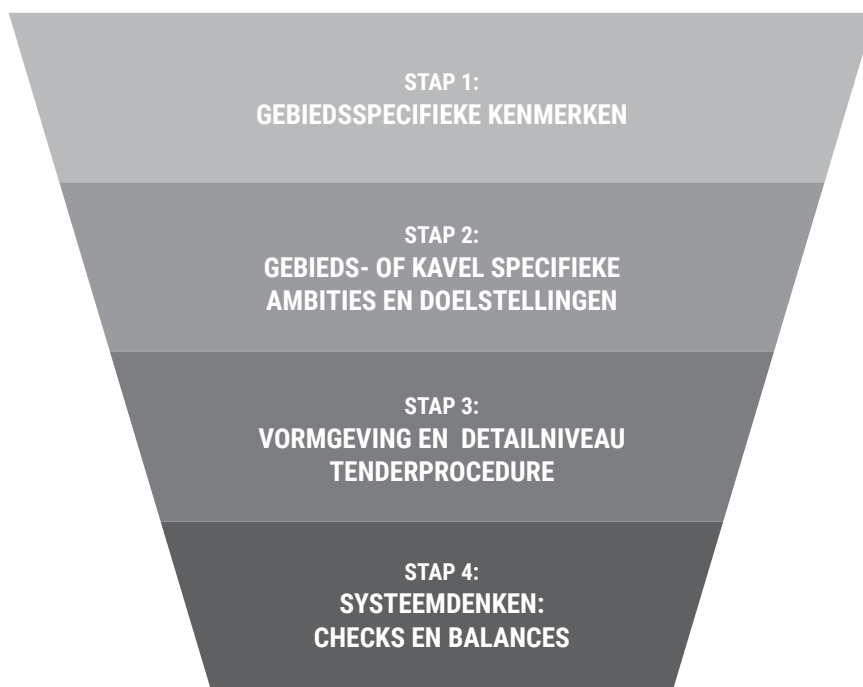 STAP 1:
GEBIEDSSPECIFIEKE KENMERKEN
STAP 2:
GEBIEDS- OF KAVEL SPECIFIEKE
AMBITIES EN DOELSTELLINGEN
STAP 3:
VORMGEVING EN DETAILNIVEAU
TENDERPROCEDURE
STAP 4:
SYSTEEMDENKEN:
CHECKS EN BALANCES